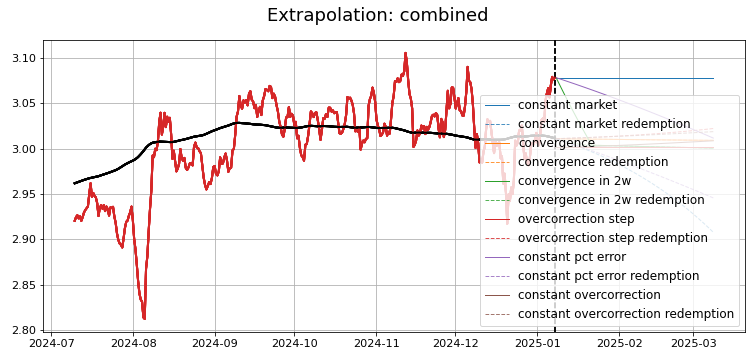 Extrapolation: combined
3.10
3.05
3.00
2.95
2.90
2.85
2.80
constant market
constant market redemption
convergence
convergence redemption
convergence in 2w
convergence in 2w redemption
overcorrection step
overcorrection step redemption
constant pct error
constant pct error redemption
constant overcorrection
constant overcorrection redemption
2024-07 2024-08 2024-09 2024-10 2024-11 2024-12 2025-01 2025-02 2025-03